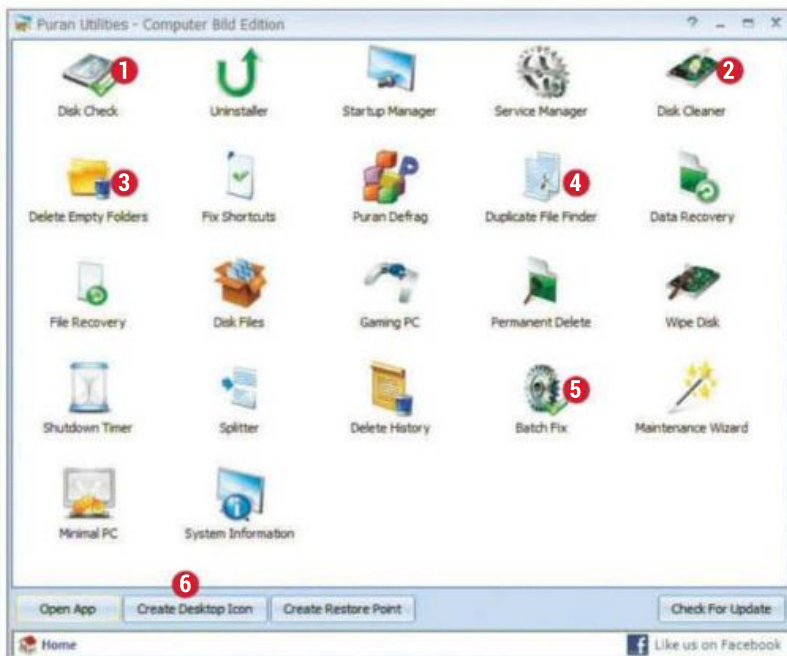 Puran Utilities - Computer Bild Edition
1
2
Disk Check
Uninstaller
Startup Manager
Service Manager
Disk Cleaner
3
4
Delete Empty Folders
Fix Shortcuts
Puran Defrag
Duplicate File Finder
Data Recovery
File Recovery
Disk Files
Gaming PC
Permanent Delete
Wipe Disk
5
Shutdown Timer
Splitter
Delete History
Batch Fix
Maintenance Wizard
Minimal PC
System Information
6
Open App
Create Desktop Icon
Create Restore Point
Check For Update
Home
Like us on Facebook